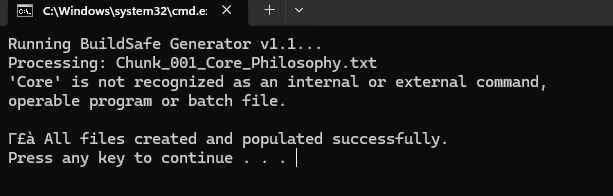 C:\Windows\system32\cmd.e:
Running BuildSafe Generator v1.1...
Processing: Chunk_001_Core_Philosophy.txt
'Core' is not recognized as an internal or external command,
operable program or batch file.
Γ£à All files created and populated successfully.
Press any key to continue . . .